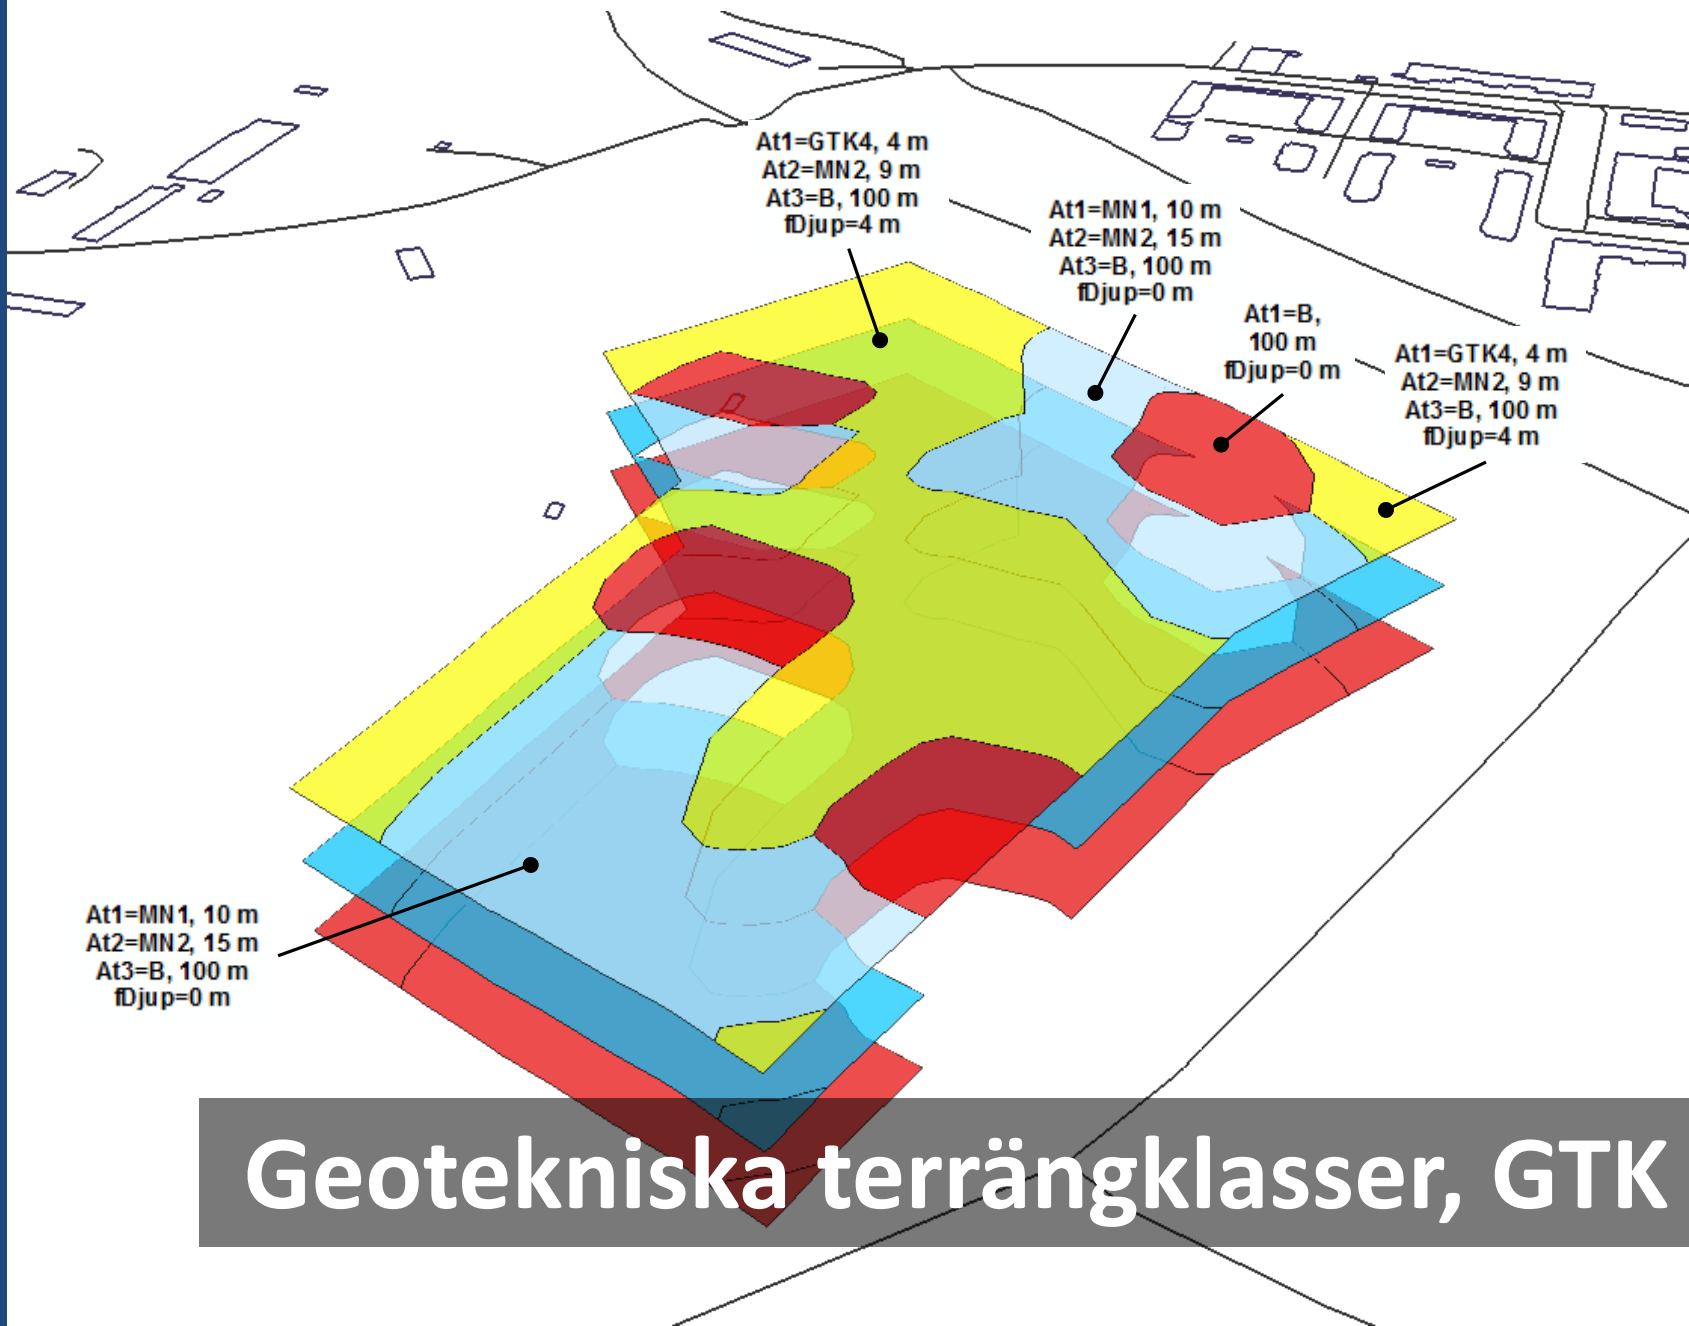 At1=GTK4, 4 m
At2=MN2, 9 m
At3=B, 100 m
fDjup=4 m
At1=MN1, 10 m
At2=MN2, 15 m
At3=B, 100 m
fDjup=0 m
At1=B,
100 m
fDjup=0 m
At1=GTK4, 4 m
At2=MN2, 9 m
At3=B, 100 m
fDjup=4 m
At1=MN1, 10 m
At2=MN2, 15 m
At3=B, 100 m
fDjup=0 m
Geotekniska terrängklasser, GTK